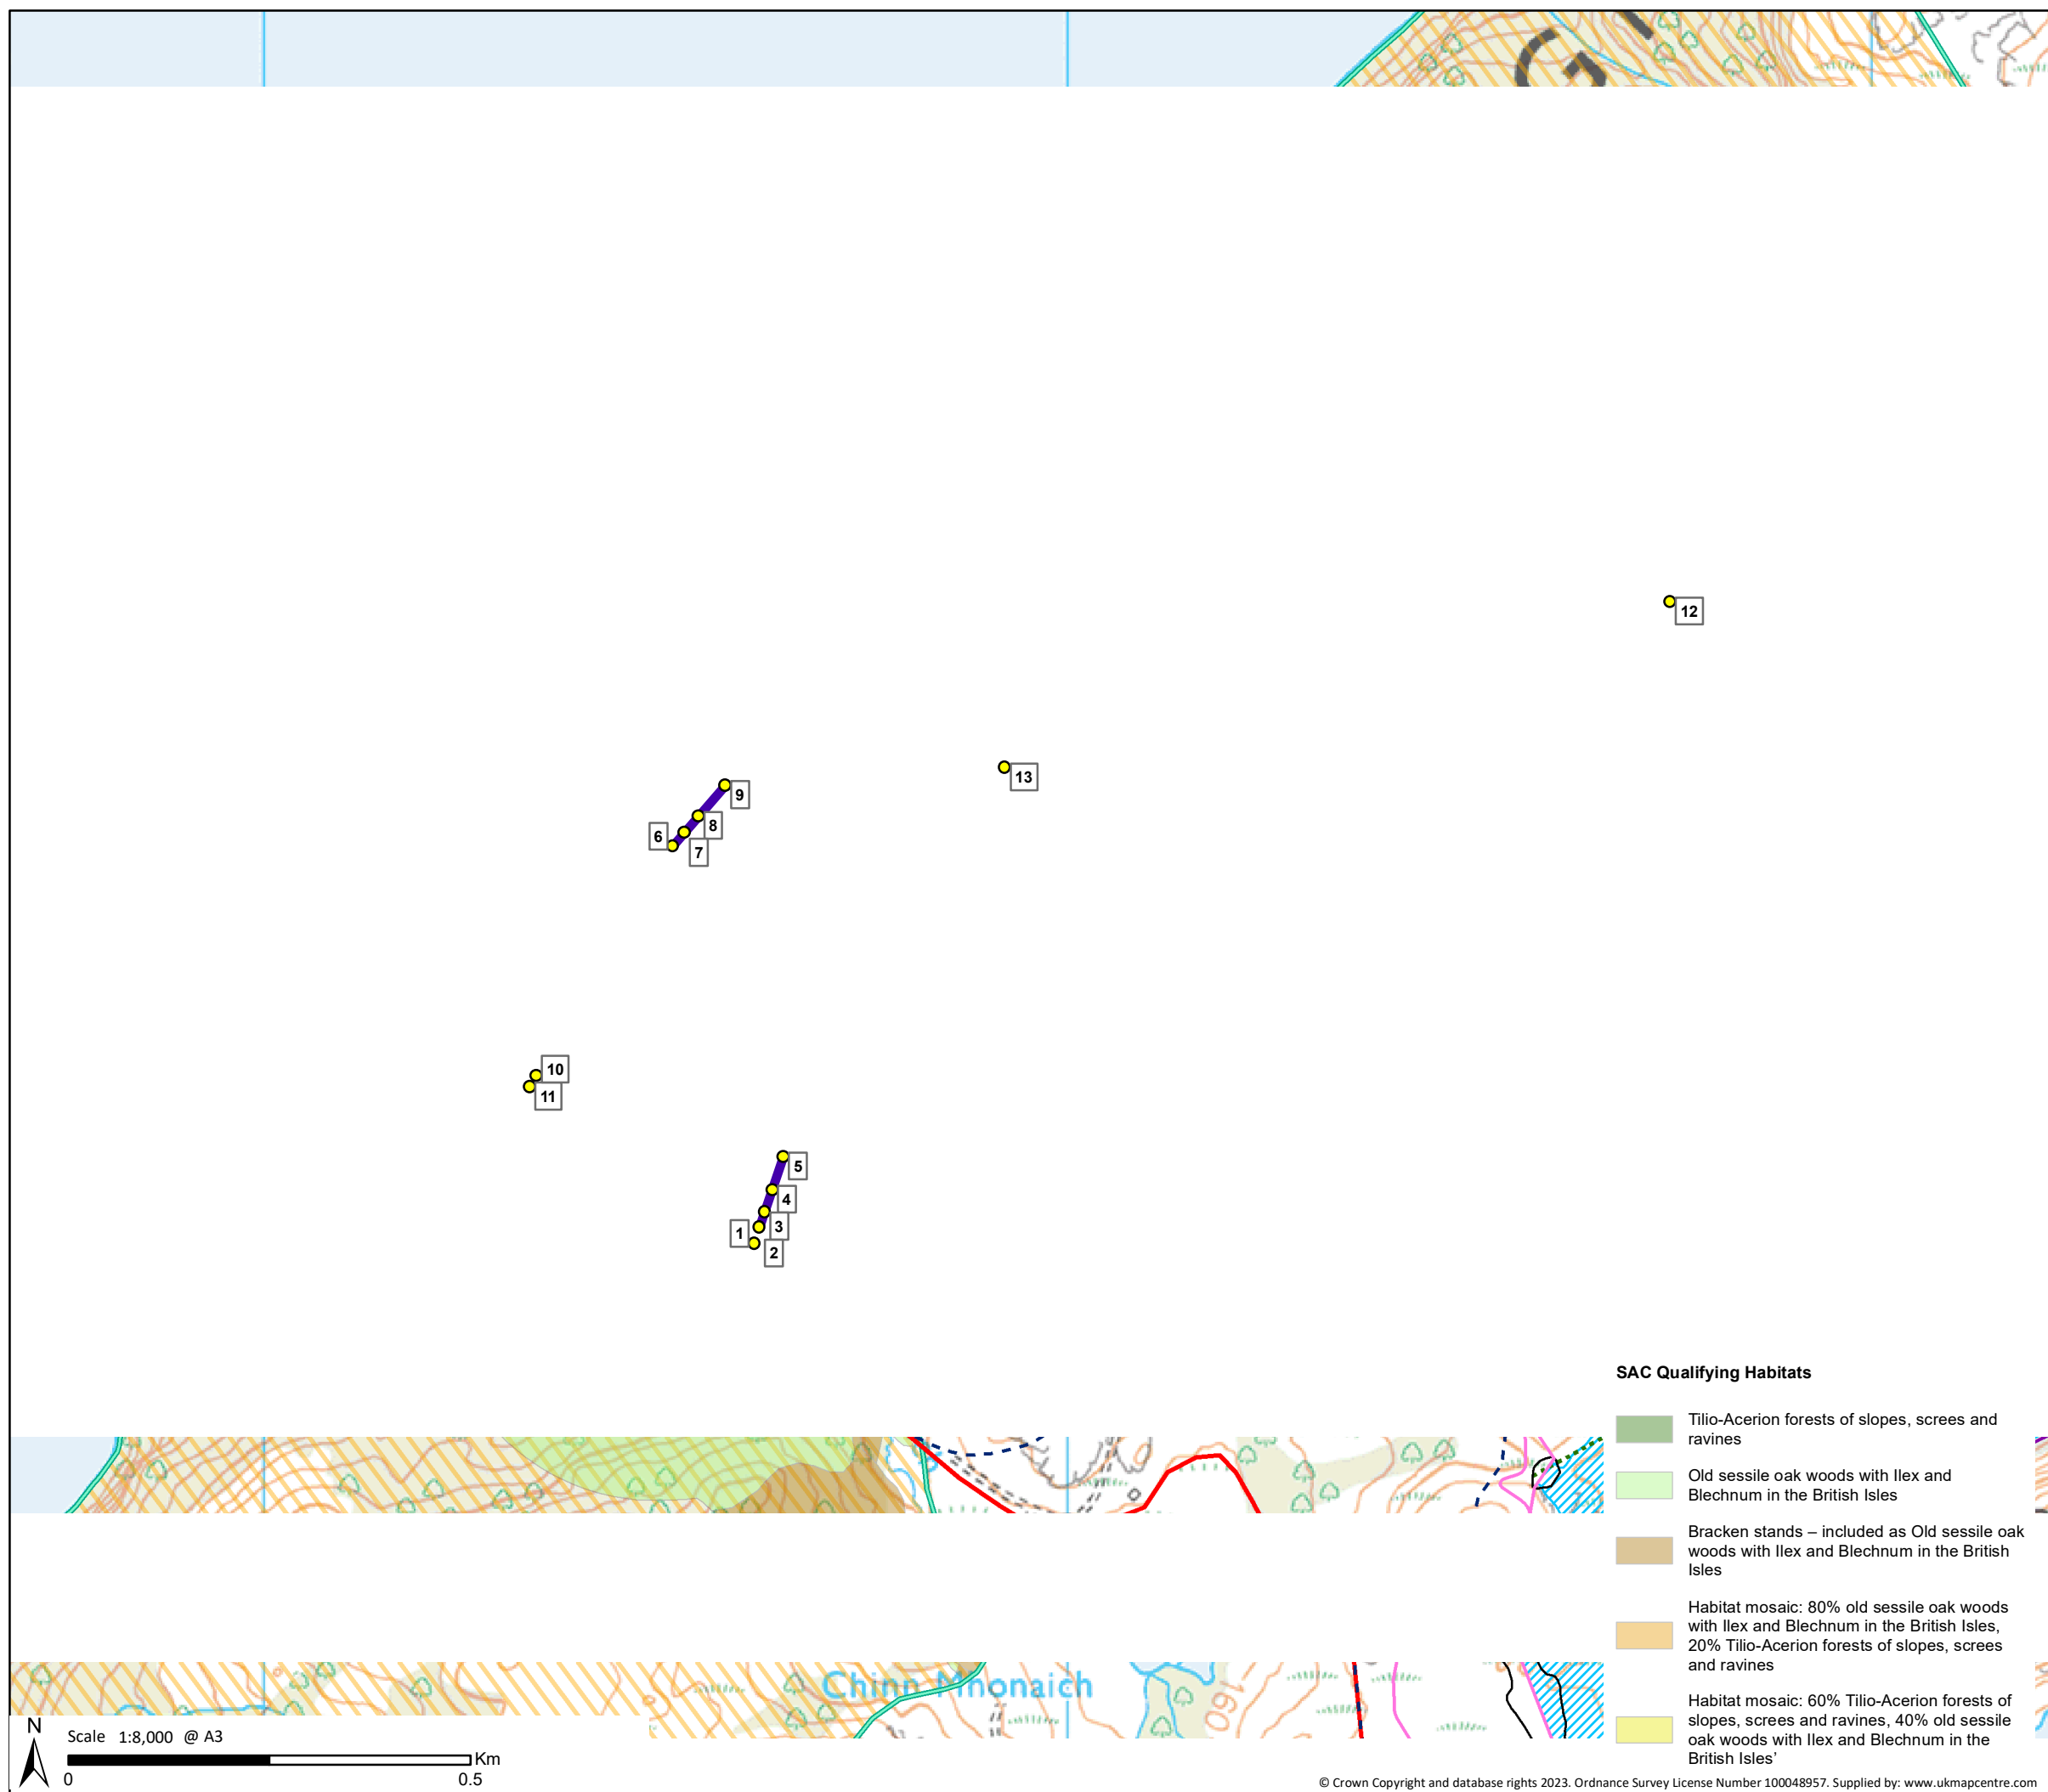 G
12
13
9
8
6
7
10
11
5
4
3
1
2
SAC Qualifying Habitats
Tilio-Acerion forests of slopes, screes and
ravines
Old sessile oak woods with Ilex and
Blechnum in the British Isles
Bracken stands – included as Old sessile oak
woods with Ilex and Blechnum in the British
Isles
Habitat mosaic: 80% old sessile oak woods
with Ilex and Blechnum in the British Isles,
20% Tilio-Acerion forests of slopes, screes
and ravines
Habitat mosaic: 60% Tilio-Acerion forests of
slopes, screes and ravines, 40% old sessile
oak woods with Ilex and Blechnum in the
British Isles’
Chinn Mhonaich
160
N
Scale 1:8,000 @ A3
Km
0 0.5
© Crown Copyright and database rights 2023. Ordnance Survey License Number 100048957. Supplied by: www.ukmapcentre.com